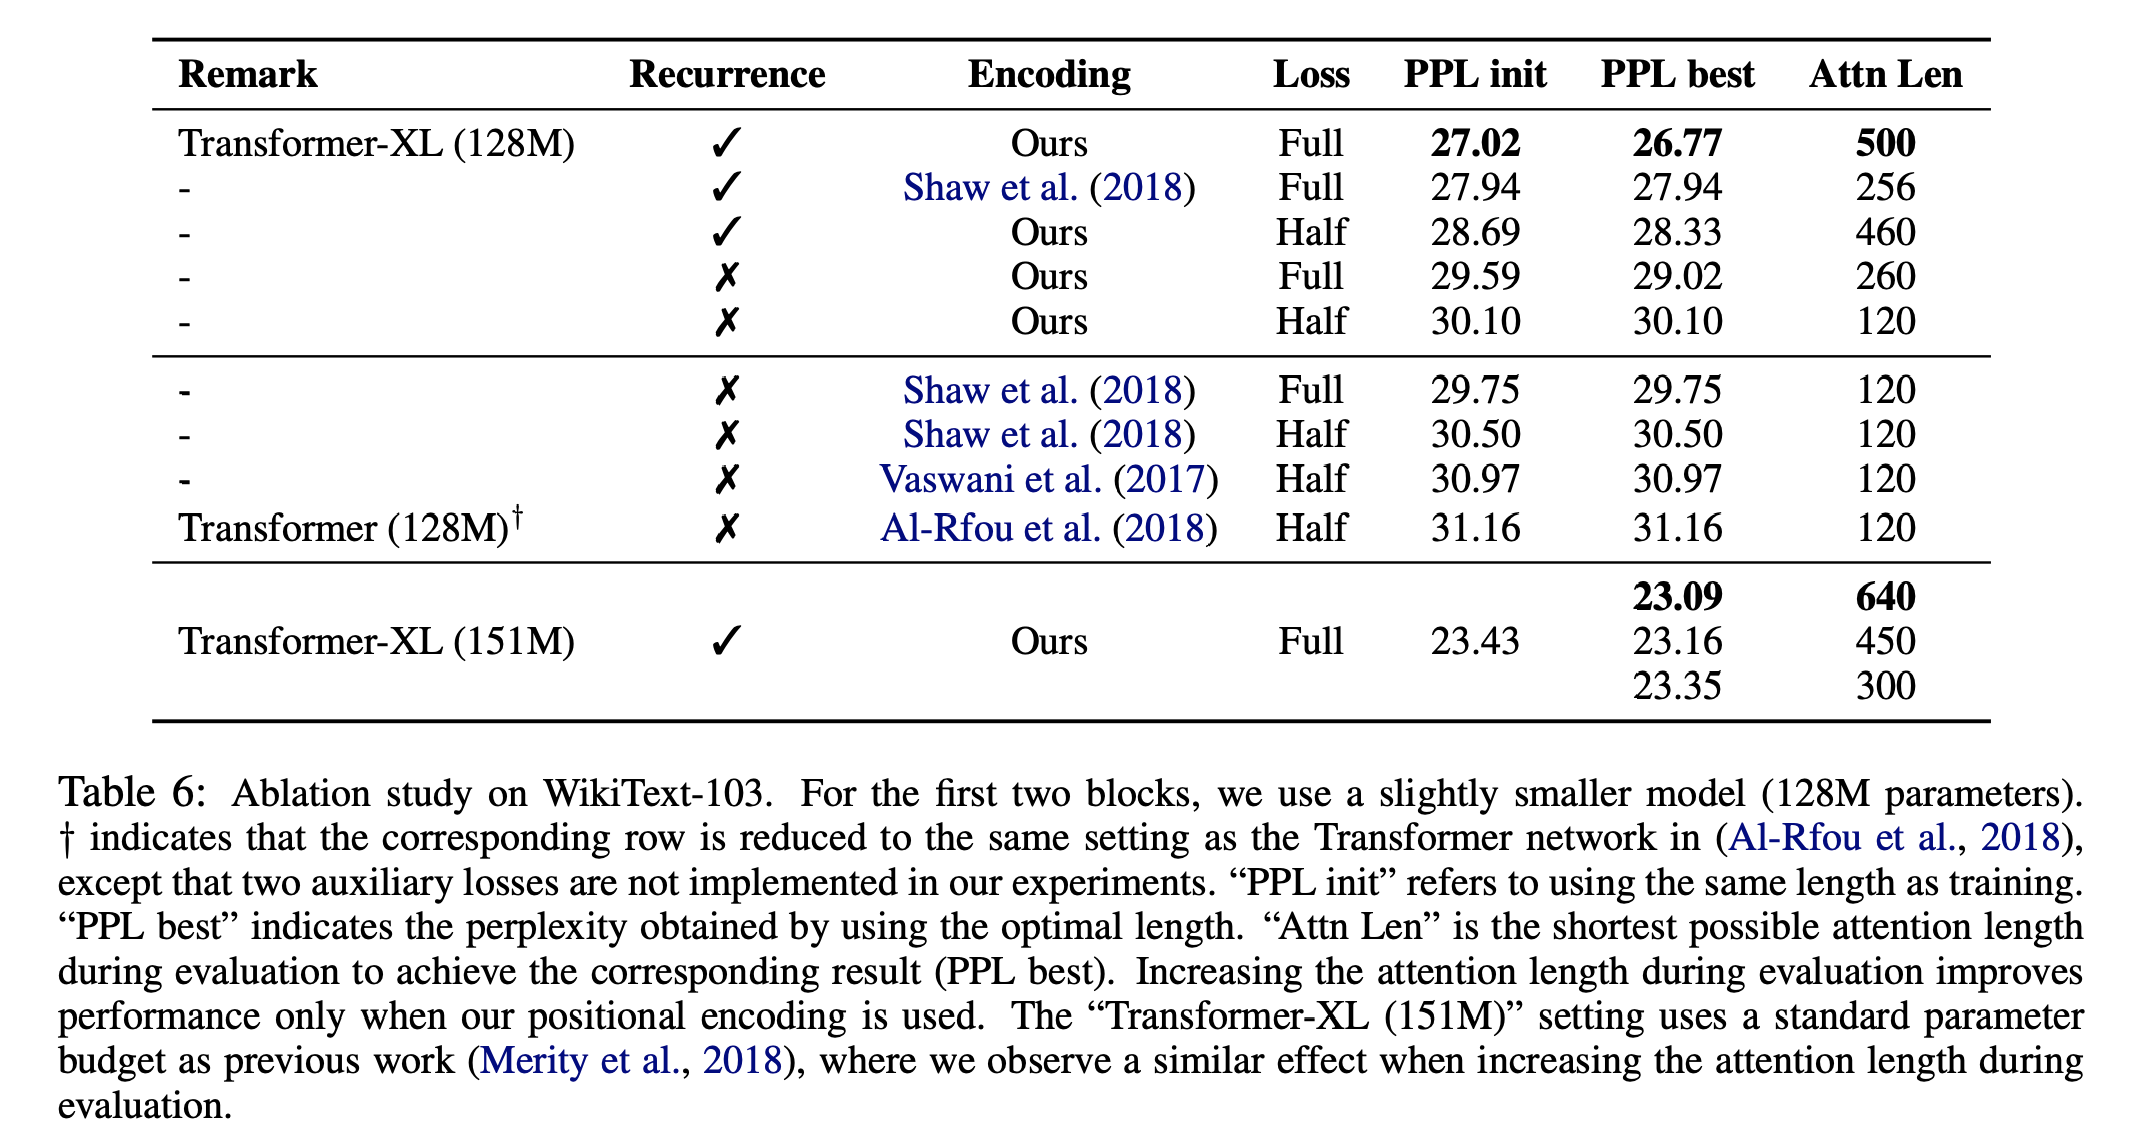 Remark Recurrence Encoding Loss PPL init PPL best Attn Len
Transformer-XL (128M) ✓ Ours Full 27.02 26.77 500
- ✓ Shaw et al. (2018) Full 27.94 27.94 256
- ✓ Ours Half 28.69 28.33 460
- ✗ Ours Full 29.59 29.02 260
- ✗ Ours Half 30.10 30.10 120
- ✗ Shaw et al. (2018) Full 29.75 29.75 120
- ✗ Shaw et al. (2018) Half 30.50 30.50 120
- ✗ Vaswani et al. (2017) Half 30.97 30.97 120
Transformer (128M)† ✗ Al-Rfou et al. (2018) Half 31.16 31.16 120
23.09 640
Transformer-XL (151M) ✓ Ours Full 23.43 23.16 450
23.35 300
Table 6: Ablation study on WikiText-103. For the first two blocks, we use a slightly smaller model (128M parameters).
† indicates that the corresponding row is reduced to the same setting as the Transformer network in (Al-Rfou et al., 2018),
except that two auxiliary losses are not implemented in our experiments. “PPL init” refers to using the same length as training.
“PPL best” indicates the perplexity obtained by using the optimal length. “Attn Len” is the shortest possible attention length
during evaluation to achieve the corresponding result (PPL best). Increasing the attention length during evaluation improves
performance only when our positional encoding is used. The “Transformer-XL (151M)” setting uses a standard parameter
budget as previous work (Merity et al., 2018), where we observe a similar effect when increasing the attention length during
evaluation.